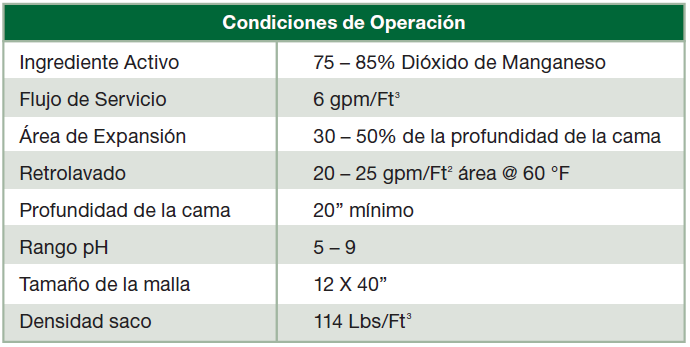 Condiciones de Operación
Ingrediente Activo 75 – 85% Dióxido de Manganeso
Flujo de Servicio 6 gpm/Ft³
Área de Expansión 30 – 50% de la profundidad de la cama
Retrolavado 20 – 25 gpm/Ft² área @ 60 °F
Profundidad de la cama 20” mínimo
Rango pH 5 – 9
Tamaño de la malla 12 X 40”
Densidad saco 114 Lbs/Ft³